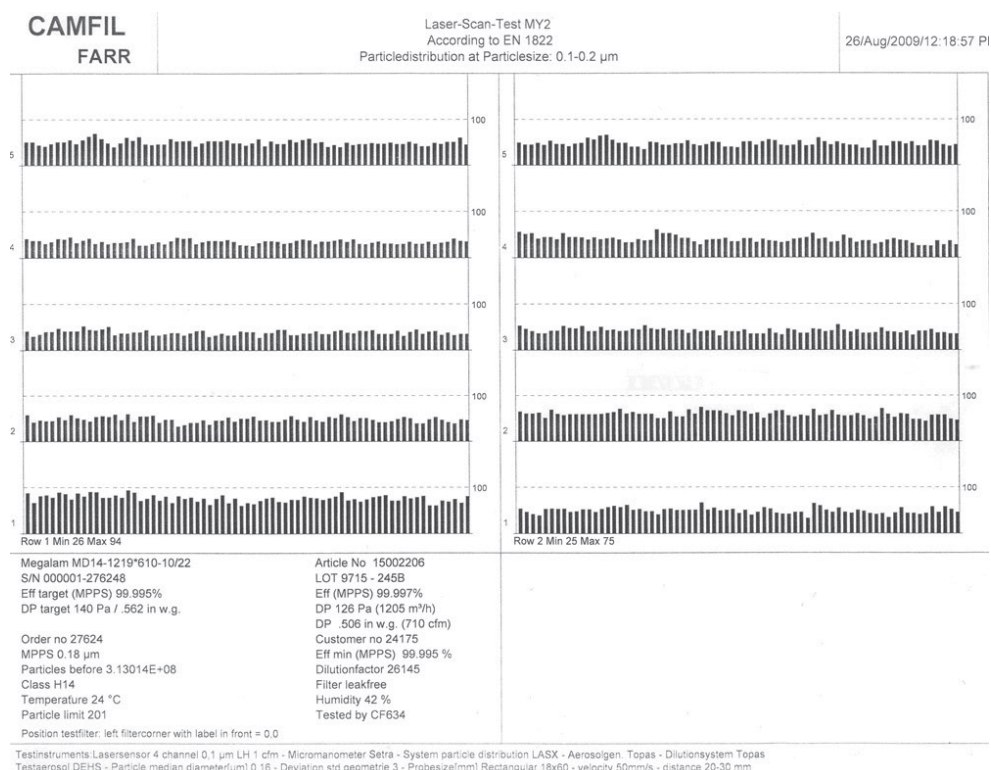 CAMFIL
FARR
Laser-Scan-Test MY2
According to EN 1822
Particledistribution at Particlesize: 0.1-0.2 µm
26/Aug/2009/12:18:57 P
100
5
100
4
100
3
100
2
100
1
Row 1 Min 26 Max 94
100
5
100
4
100
3
100
2
100
1
Row 2 Min 25 Max 75
Megalam MD14-1219*610-10/22
S/N 000001-276248
Eff target (MPPS) 99.995%
DP target 140 Pa / .562 in w.g.
Order no 27624
MPPS 0.18 µm
Particles before 3.13014E+08
Class H14
Temperature 24 °C
Particle limit 201
Article No 15002206
LOT 9715 - 245B
Eff (MPPS) 99.997%
DP 126 Pa (1205 m³/h)
DP .506 in w.g. (710 cfm)
Customer no 24175
Eff min (MPPS) 99.995 %
Dilutionfactor 26145
Filter leakfree
Humidity 42 %
Tested by CF634
Position testfilter: left filtercorner with label in front = 0,0
Testinstruments:Lasersensor 4 channel 0,1 µm LH 1 cfm - Micromanometer Setra - System particle distribution LASX - Aerosolgen. Topas - Dilutionsystem Topas
Testaerosol DEHS - Particle median diameter[um] 0.16 - Deviation std geometrie 3 - Probesize[mm] Rectangular 18x60 - velocity 50mm/s - distance 20-30 mm